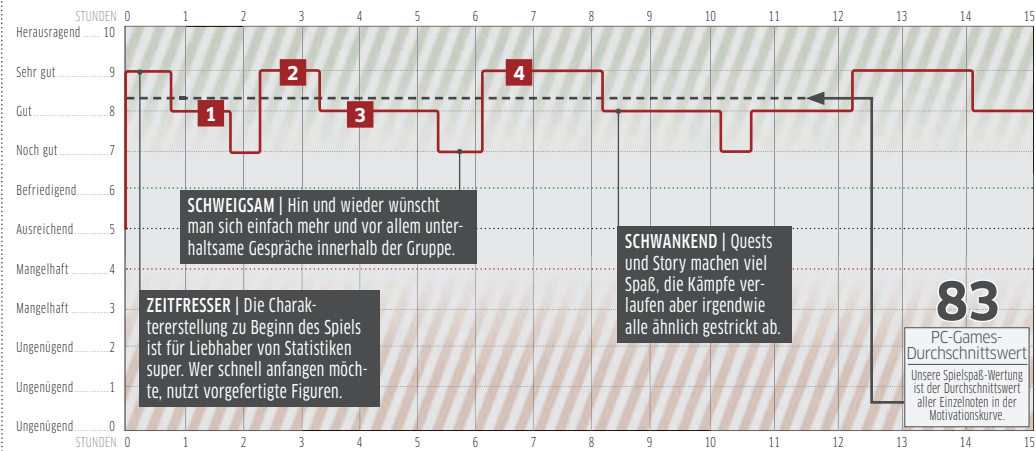 STUNDEN 0 1 2 3 4 5 6 7 8 9 10 11 12 13 14 15
Herausragend ...... 10
Sehr gut .......... 9
Gut .......... 8
Noch gut .......... 7
Befriedigend .......... 6
Ausreichend .......... 5
Mangelhaft .......... 4
Mangelhaft .......... 3
Ungenügend .......... 2
Ungenügend .......... 1
Ungenügend .......... 0
STUNDEN 0 1 2 3 4 5 6 7 8 9 10 11 12 13 14 15
1
2
3
4
SCHWEIGSAM | Hin und wieder wünscht
man sich einfach mehr und vor allem unter-
haltsame Gespräche innerhalb der Gruppe.
ZEITFRESSER | Die Charak-
tererstellung zu Beginn des Spiels
ist für Liebhaber von Statistiken
super. Wer schnell anfangen möch-
te, nutzt vorgefertigte Figuren.
SCHWANKEND | Quests
und Story machen viel
Spaß, die Kämpfe ver-
laufen aber irgendwie
alle ähnlich gestrickt ab.
83
PC-Games-
Durchschnittswert
Unsere Spielspaß-Wertung
ist der Durchschnittswert
aller Einzelnoten in der
Motivationskurve.